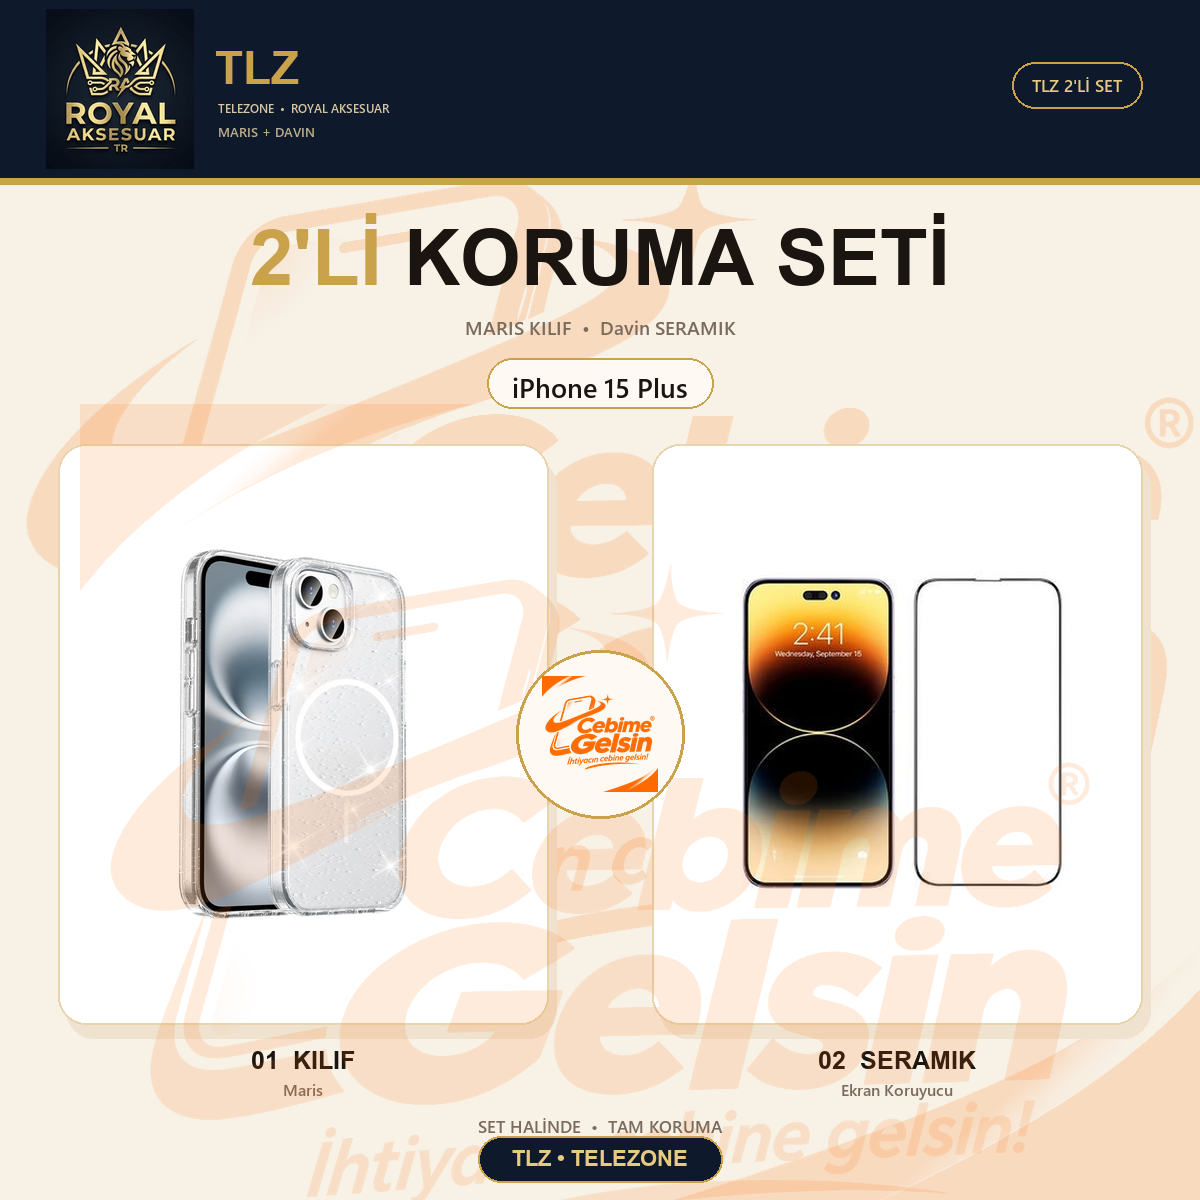 ROYAL
AKSESUAR
TR
TLZ
TELEZONE • ROYAL AKSESUAR
MARIS + DAVIN
TLZ 2'Lİ SET
2'Lİ KORUMA SETİ
MARIS KILIF • Davin SERAMIK
iPhone 15 Plus
2:41
Wednesday, September 15
Cebime®
Gelsin
İhtiyacın cebine gelsin!
Cebime®
Gelsin
01 KILIF
Maris
02 SERAMIK
Ekran Koruyucu
SET HALİNDE • TAM KORUMA
TLZ • TELEZONE